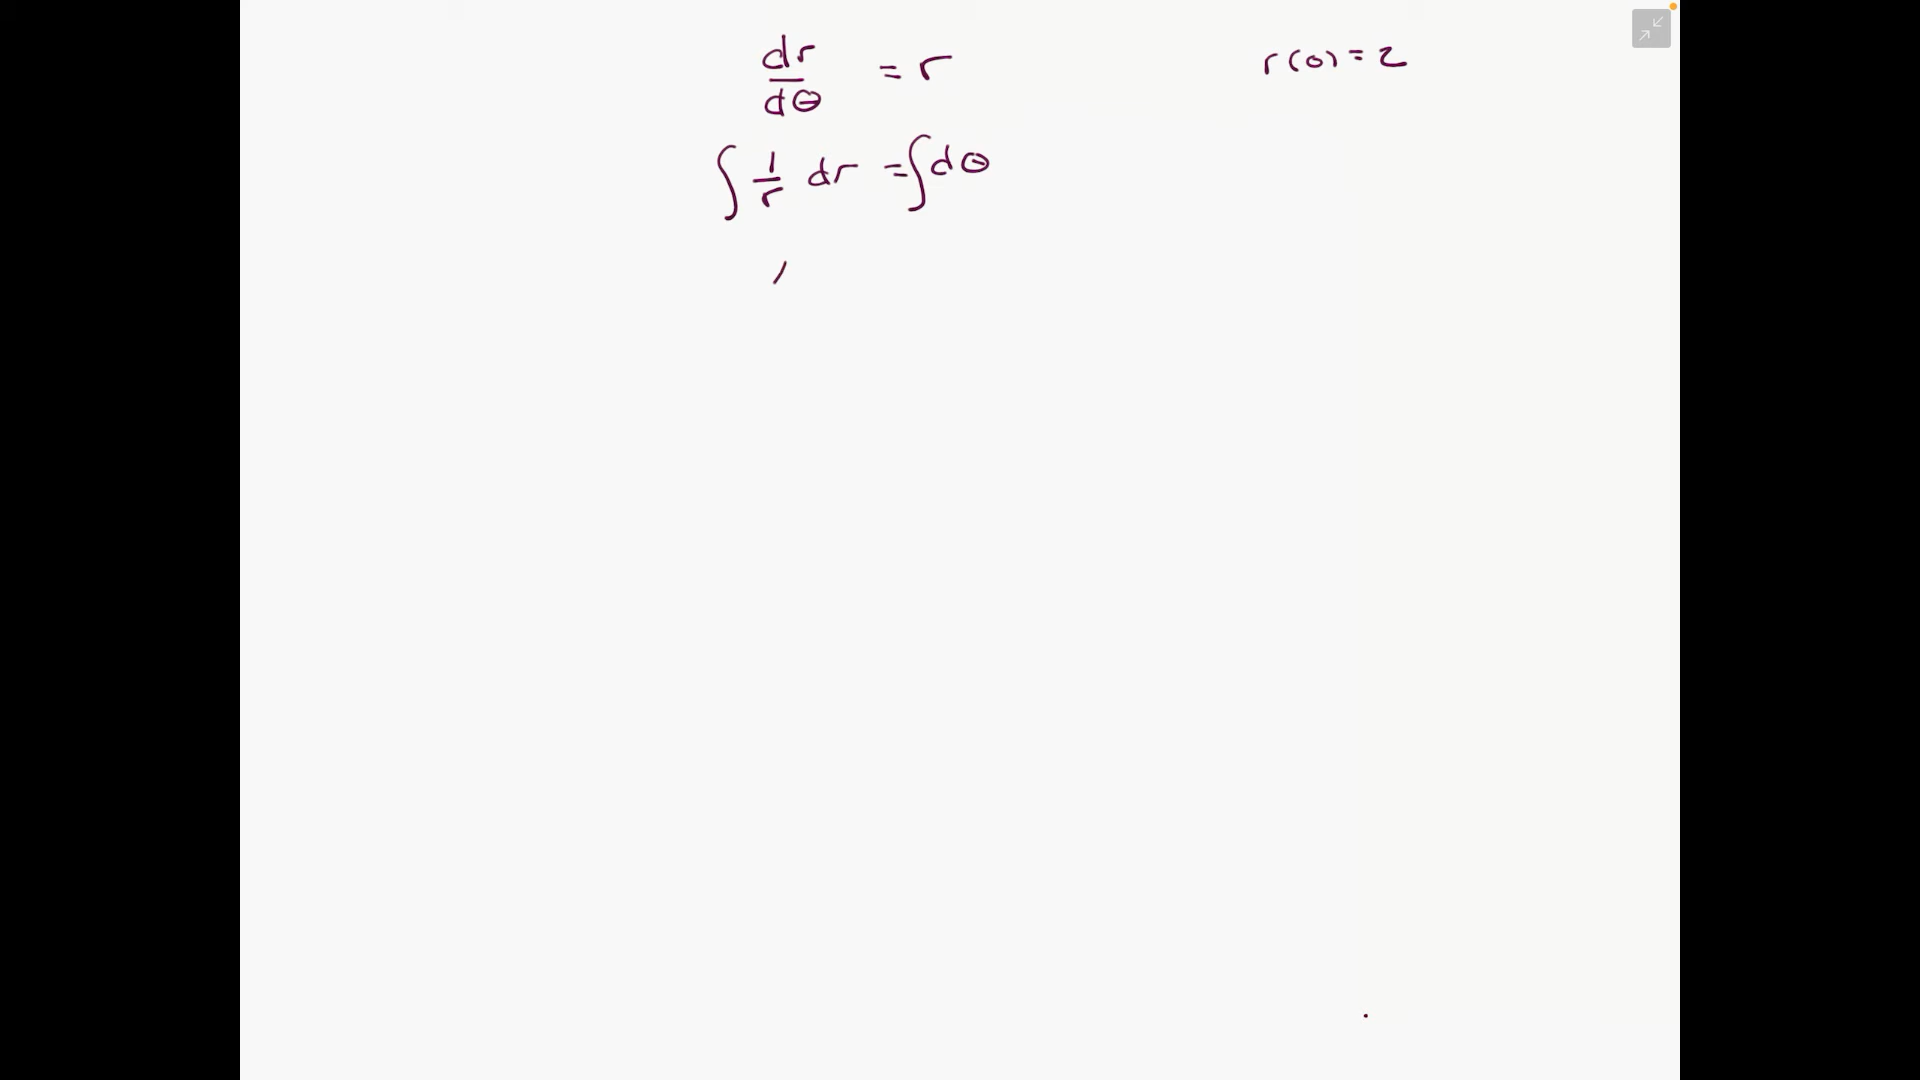 dr/dθ = r
r(0) = 2
∫ 1/r dr = ∫ dθ